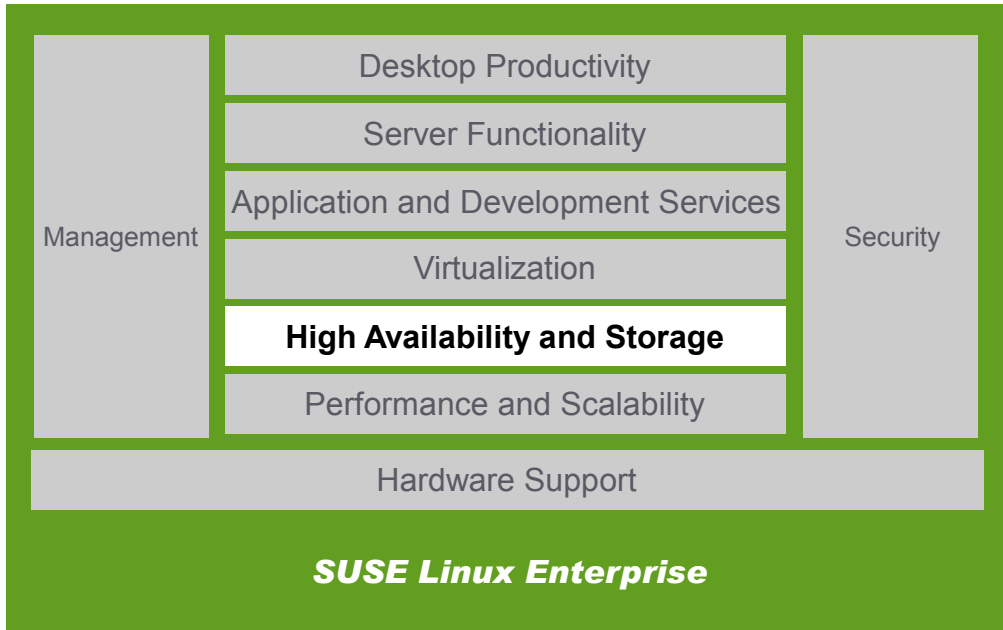 Desktop Productivity
Server Functionality
Application and Development Services
Management
Virtualization
Security
High Availability and Storage
Performance and Scalability
Hardware Support
SUSE Linux Enterprise